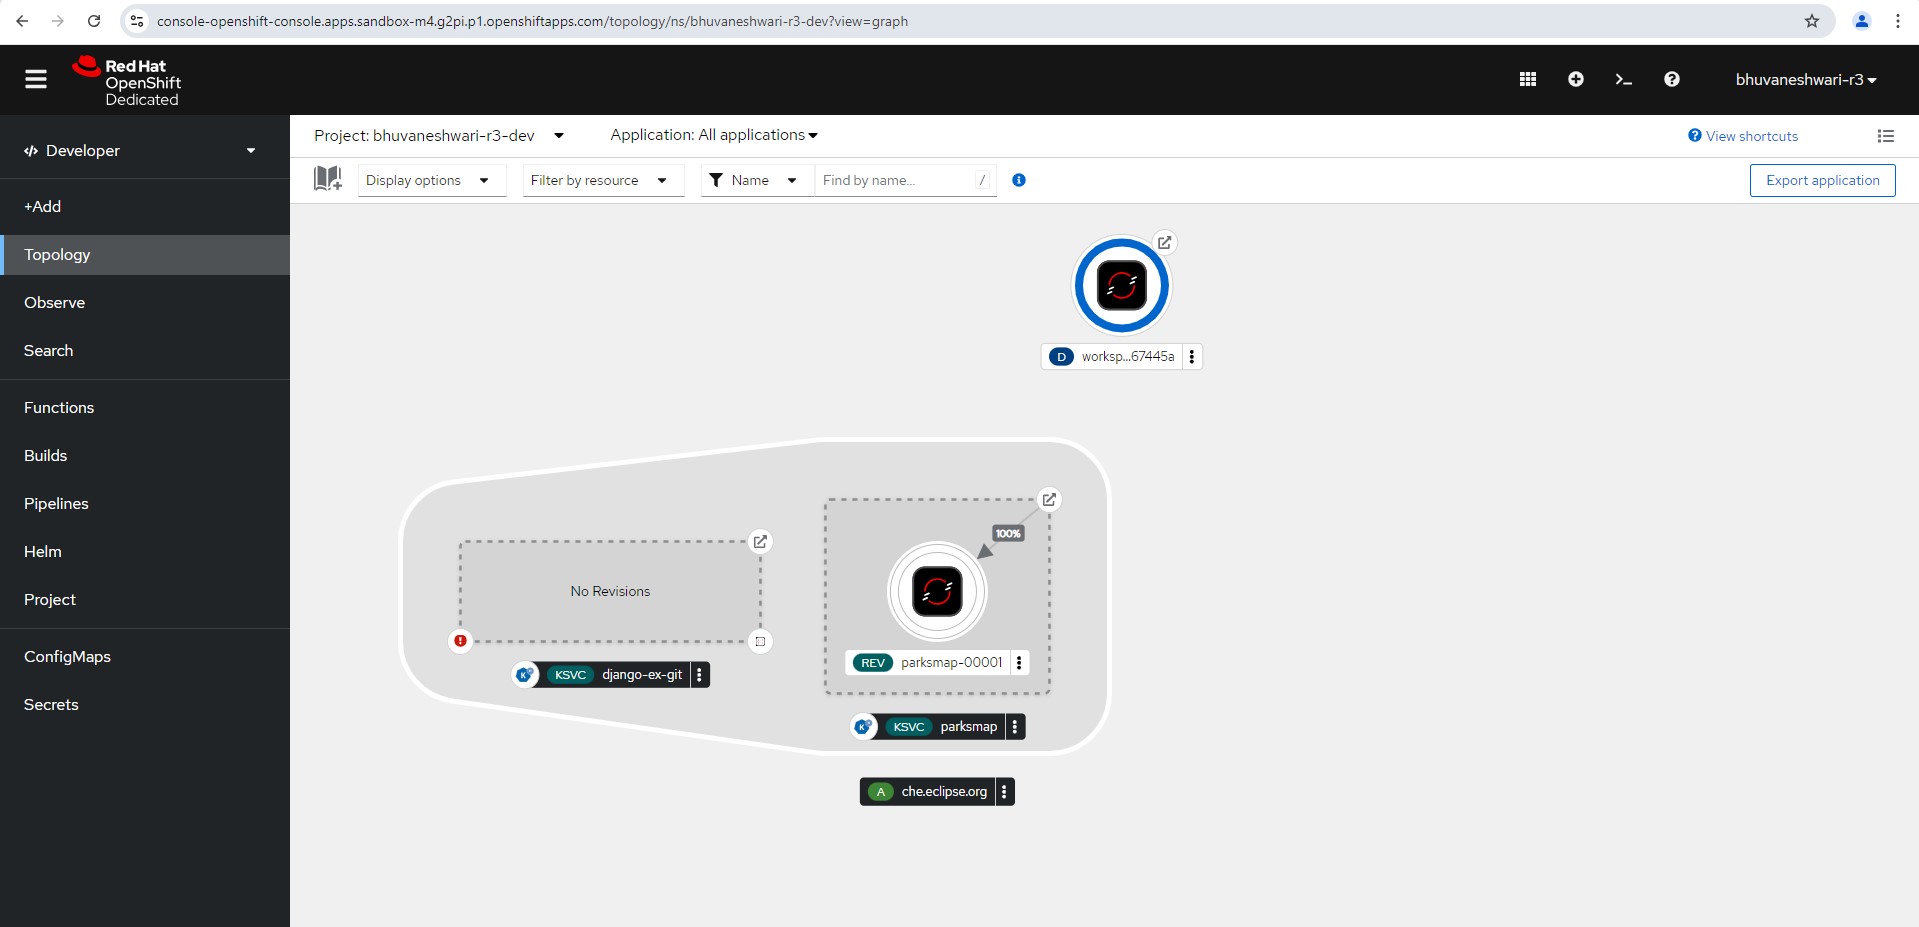 console-openshift-console.apps.sandbox-m4.g2pi.p1.openshiftapps.com/topology/ns/bhuvaneshwari-r3-dev?view=graph
Red Hat
OpenShift
Dedicated
bhuvaneshwari-r3
Developer
+Add
Topology
Observe
Search
Functions
Builds
Pipelines
Helm
Project
ConfigMaps
Secrets
Project: bhuvaneshwari-r3-dev
Application: All applications
View shortcuts
Display options
Filter by resource
Name
Find by name...
/
Export application
D worksp...67445a
100%
No Revisions
REV parksmap-00001
KSVC django-ex-git
KSVC parksmap
A che.eclipse.org